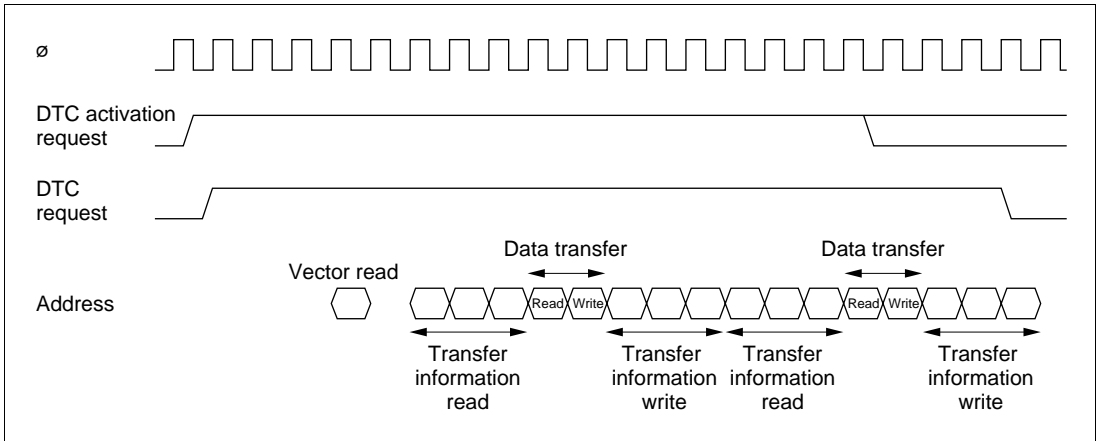 ø
DTC activation
request
DTC
request
Data transfer
Data transfer
Vector read
Address
Read Write
Read Write
Transfer
information
read
Transfer
information
write
Transfer
information
read
Transfer
information
write